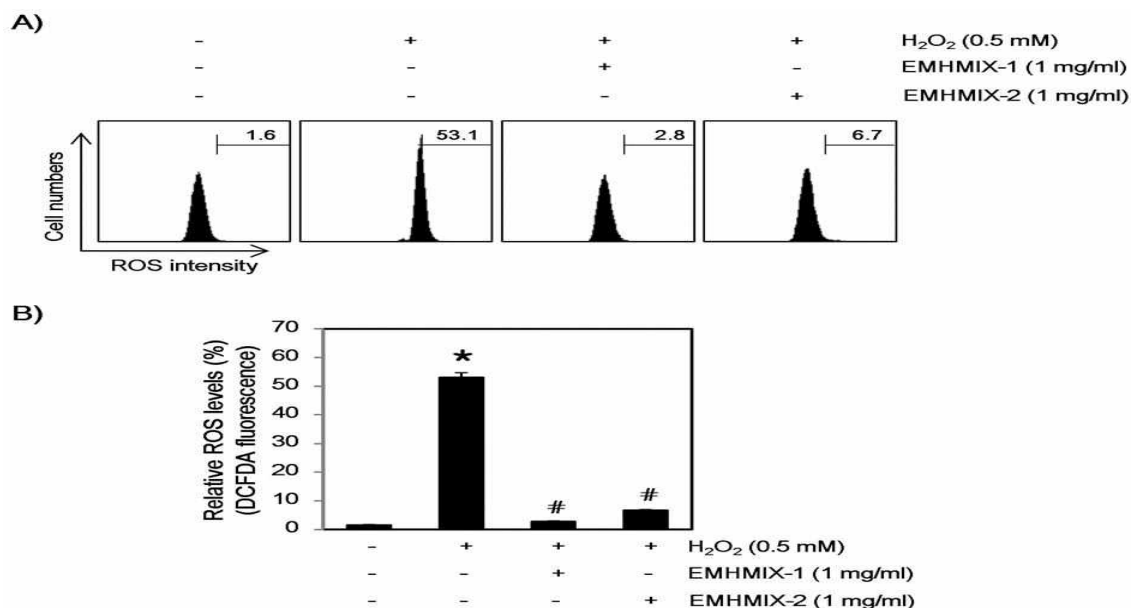 A)
- + + + H₂O₂ (0.5 mM)
- - + - EMHMIX-1 (1 mg/ml)
- - - + EMHMIX-2 (1 mg/ml)
1.6 53.1 2.8 6.7
Cell numbers
ROS intensity
B)
Relative ROS levels (%)
(DCFDA fluorescence)
70
60
50
40
30
20
10
0
*
#
#
- + + + H₂O₂ (0.5 mM)
- - + - EMHMIX-1 (1 mg/ml)
- - - + EMHMIX-2 (1 mg/ml)